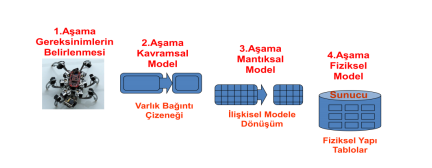 1.Aşama
Gereksinimlerin
Belirlenmesi
2.Aşama
Kavramsal
Model
Varlık Bağıntı
Çizeneği
3.Aşama
Mantıksal
Model
İlişkisel Modele
Dönüşüm
4.Aşama
Fiziksel
Model
Sunucu
Fiziksel Yapı
Tablolar